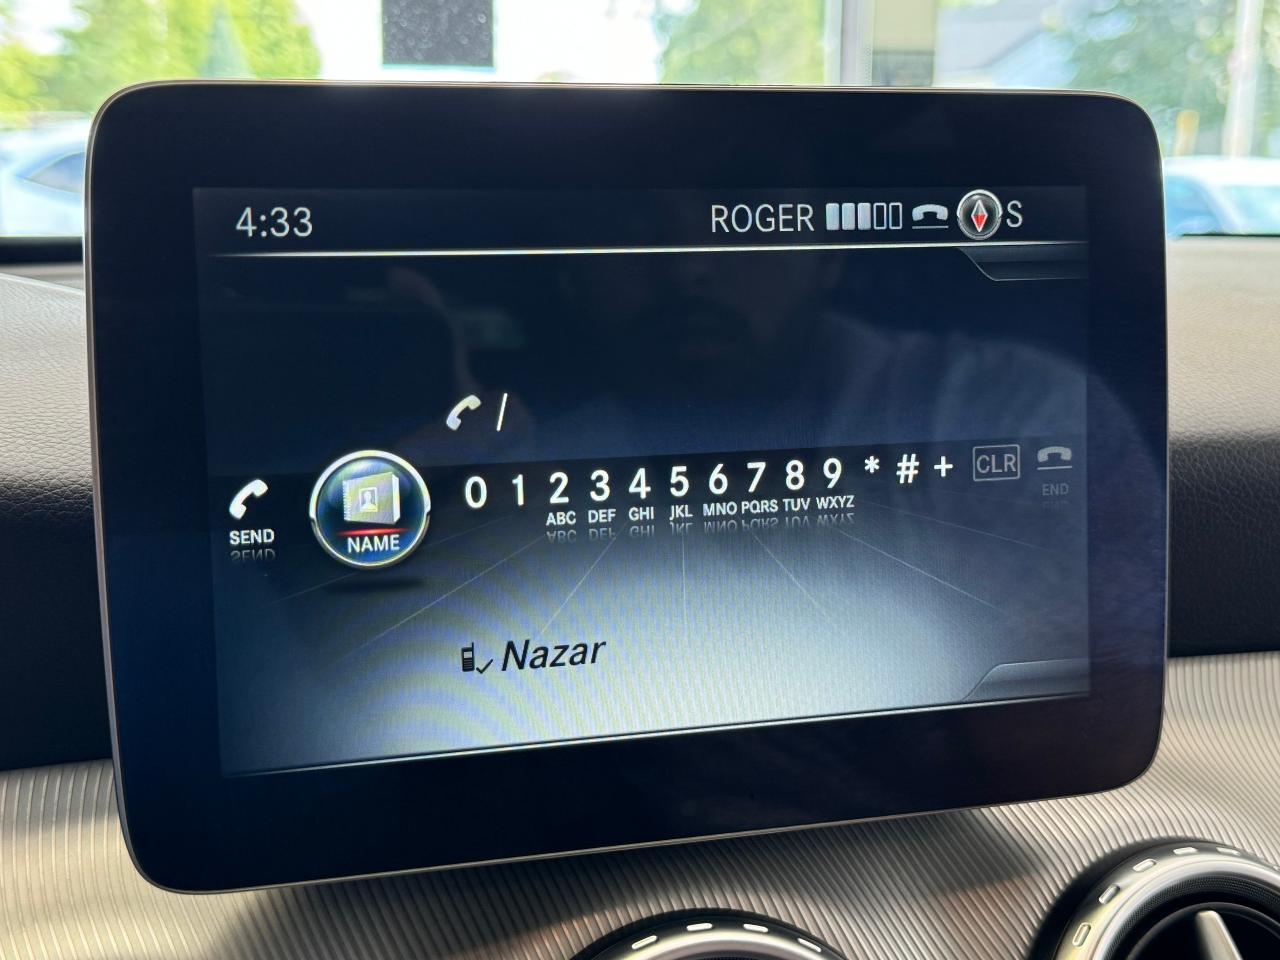 4:33 ROGER S
0 1 2 3 4 5 6 7 8 9 * # + CLR
ABC DEF GHI JKL MNO PQRS TUV WXYZ
SEND NAME END
Nazar